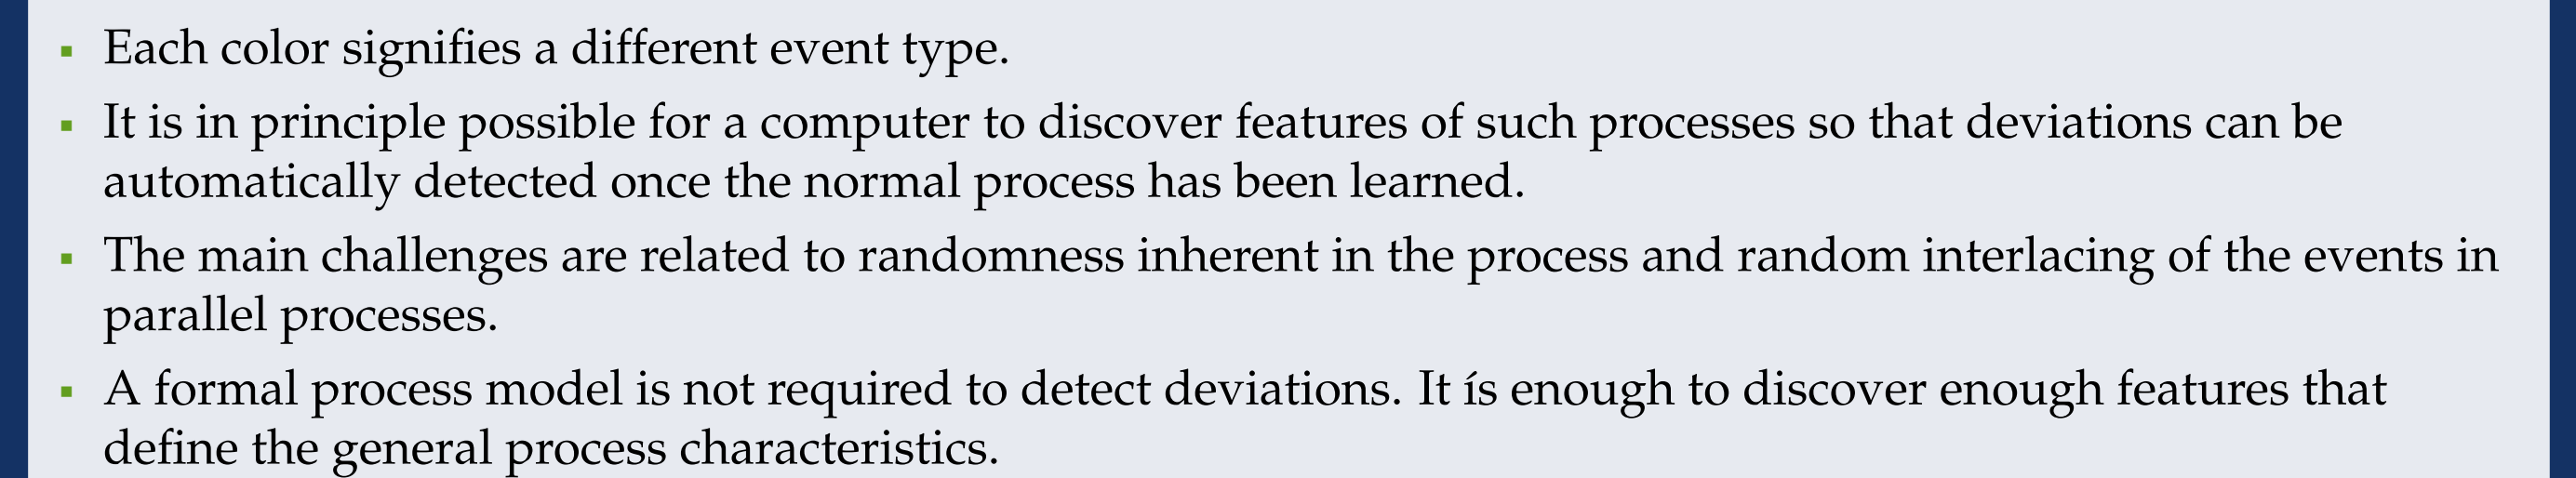 ▪ Each color signifies a different event type.
▪ It is in principle possible for a computer to discover features of such processes so that deviations can be
automatically detected once the normal process has been learned.
▪ The main challenges are related to randomness inherent in the process and random interlacing of the events in
parallel processes.
▪ A formal process model is not required to detect deviations. It ís enough to discover enough features that
define the general process characteristics.